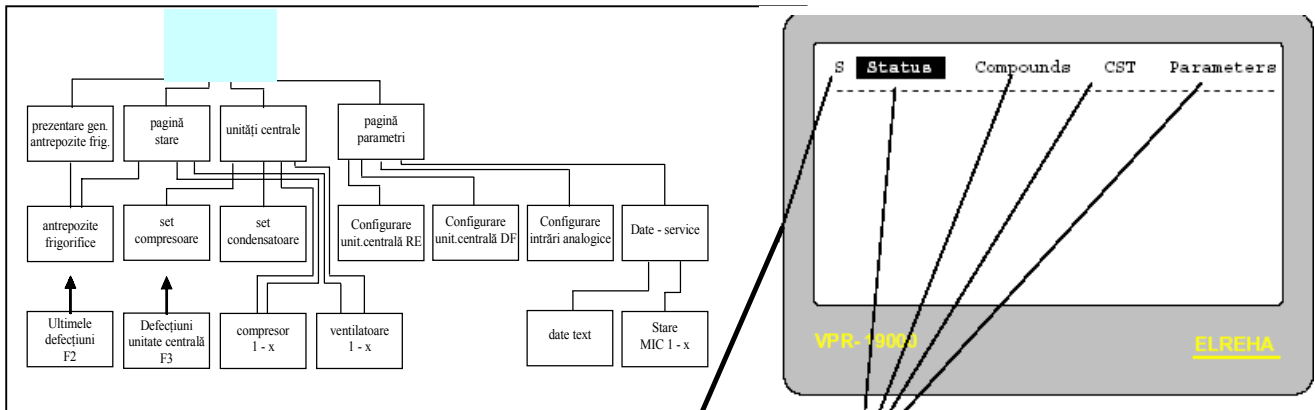 prezentare gen.
antrepozite frig.
pagină
stare
unități centrale
pagină
parametri
antrepozite
frigorifice
set
compresoare
set
condensatoare
Configurare
unit.centrală RE
Configurare
unit.centrală DF
Configurare
intrări analogice
Date - service
Ultimele
defecțiuni
F2
Defecțiuni
unitate centrală
F3
compresor
1 - x
ventilatoare
1 - x
date text
Stare
MIC 1 - x
S Status Compounds CST Parameters
VPR- 19000
ELREHA